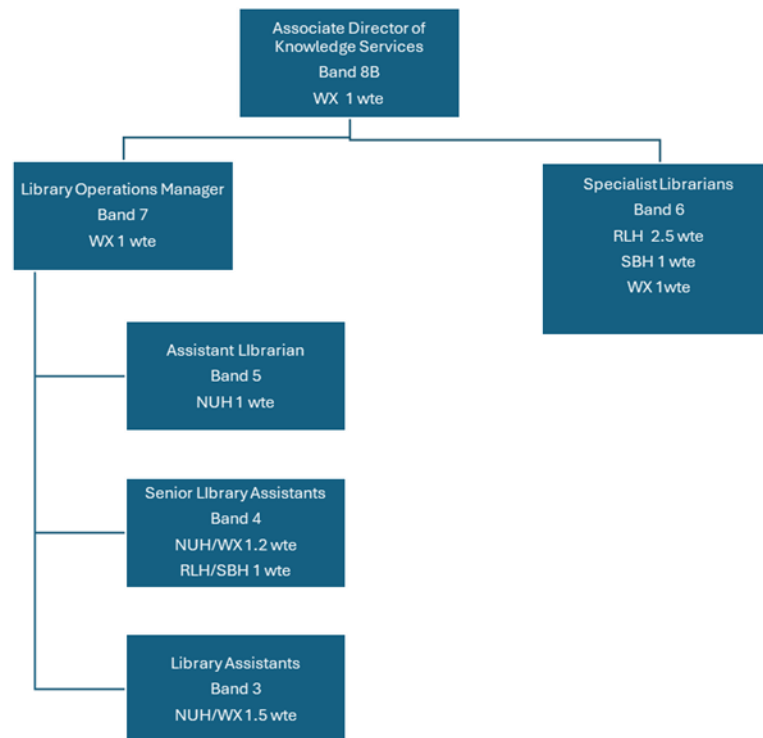 Associate Director of
Knowledge Services
Band 8B
WX 1 wte
Library Operations Manager
Band 7
WX 1 wte
Specialist Librarians
Band 6
RLH 2.5 wte
SBH 1 wte
WX 1wte
Assistant LIbrarian
Band 5
NUH 1 wte
Senior LIbrary Assistants
Band 4
NUH/WX 1.2 wte
RLH/SBH 1 wte
Library Assistants
Band 3
NUH/WX 1.5 wte